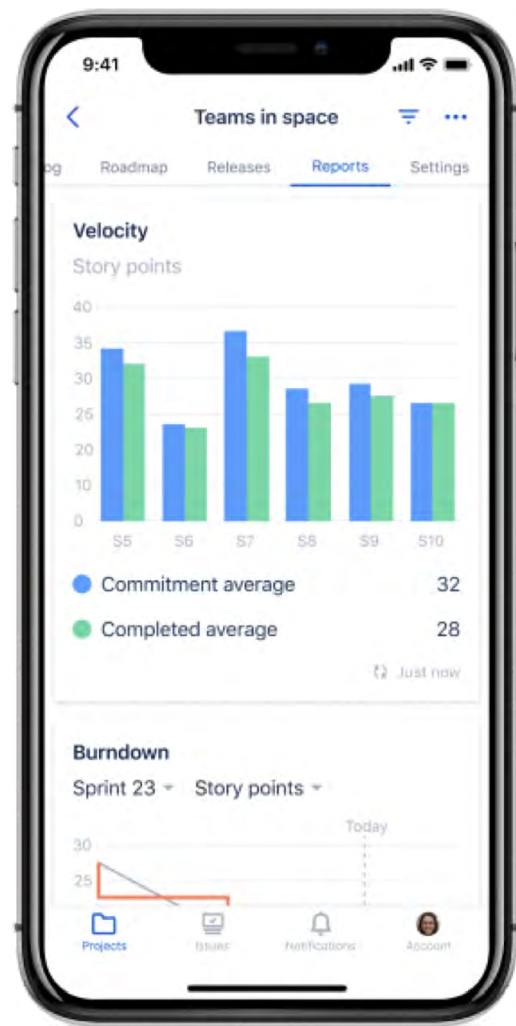 9:41
Teams in space
og Roadmap Releases Reports Settings
Velocity
Story points
40
35
30
25
20
10
0
S5 S6 S7 S8 S9 S10
Commitment average 32
Completed average 28
Just now
Burndown
Sprint 23 Story points
Today
30
25
Projects Issues Notifications Account